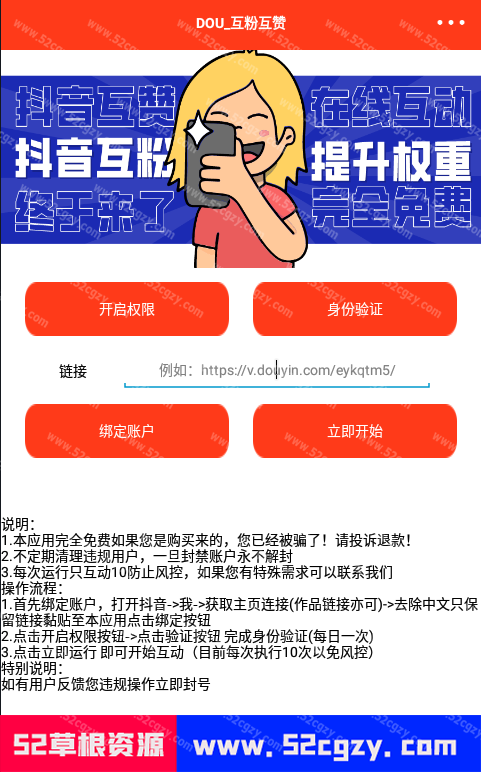 DOU_互粉互赞
抖音互赞
在线互动
抖音互粉
提升权重
终于来了
完全免费
开启权限
身份验证
链接
例如：https://v.douyin.com/eykqtm5/
绑定账户
立即开始
说明：
1.本应用完全免费如果您是购买来的，您已经被骗了！请投诉退款！
2.不定期清理违规用户，一旦封禁账户永不解封
3.每次运行只互动10防止风控，如果您有特殊需求可以联系我们
操作流程：
1.首先绑定账户，打开抖音->我->获取主页连接(作品链接亦可)->去除中文只保
留链接黏贴至本应用点击绑定按钮
2.点击开启权限按钮->点击验证按钮 完成身份验证(每日一次)
3.点击立即运行 即可开始互动（目前每次执行10次以免风控）
特别说明：
如有用户反馈您违规操作立即封号
52草根资源
www.52cgzy.com